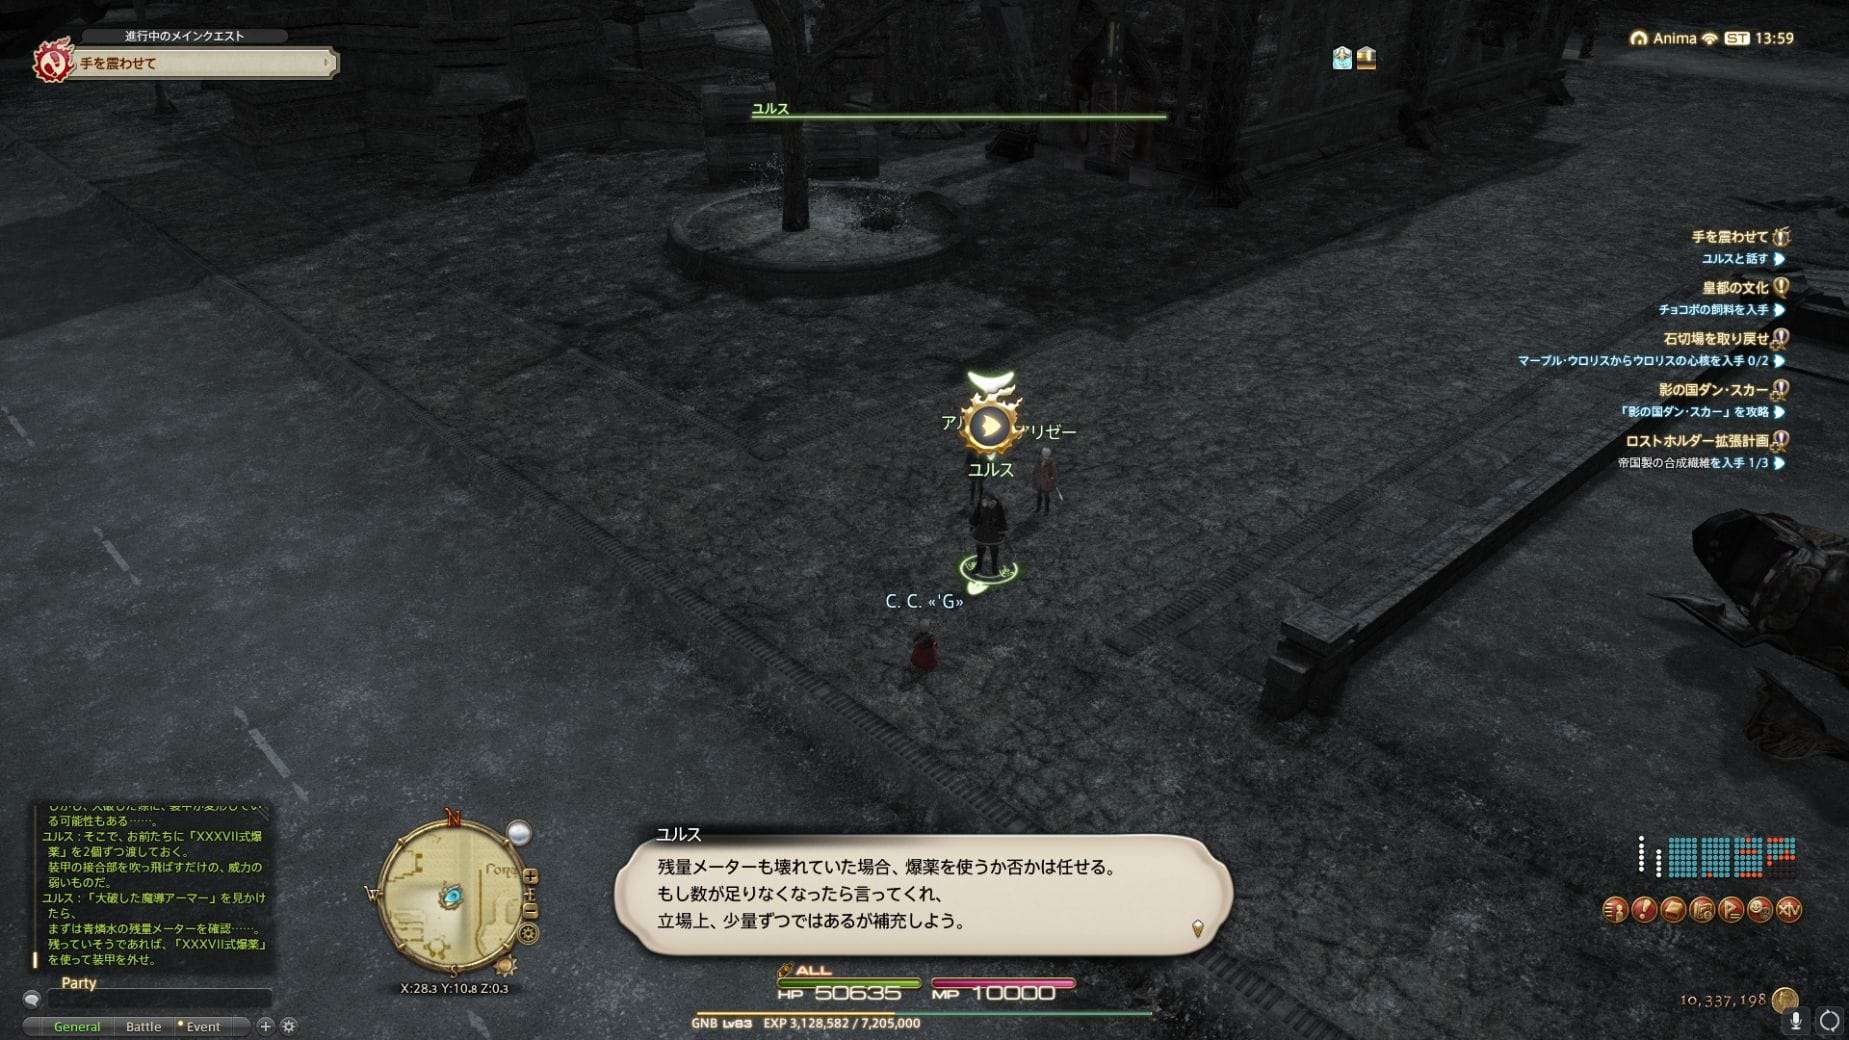 進行中のメインクエスト
手を震わせて
Anima ST 13:59
ユルス
手を震わせて
ユルスと話す
皇都の文化
チョコボの飼料を入手
石切場を取り戻せ
マーブル・ウロリスからウロリスの心核を入手 0/2
影の国ダン・スカー
「影の国ダン・スカー」を攻略
ロストホルダー拡張計画
帝国製の合成繊維を入手 1/3
アリゼー
ユルス
C. C. «'G»
る可能性もある……。
ユルス：そこで、お前たちに「XXXVII式爆
薬」を2個ずつ渡しておく。
装甲の接合部を吹っ飛ばすだけの、威力の
弱いものだ。
ユルス：「大破した魔導アーマー」を見かけ
たら、
まずは青燐水の残量メーターを確認……。
残っていそうであれば、「XXXVII式爆薬」
を使って装甲を外せ。
Party
General Battle Event
N
W
S
X:28.3 Y:10.8 Z:0.3
ユルス
残量メーターも壊れていた場合、爆薬を使うか否かは任せる。
もし数が足りなくなったら言ってくれ、
立場上、少量ずつではあるが補充しよう。
ALL
HP 50635 MP 10000
GNB Lv83 EXP 3,128,582 / 7,205,000
XIV
10,337,198